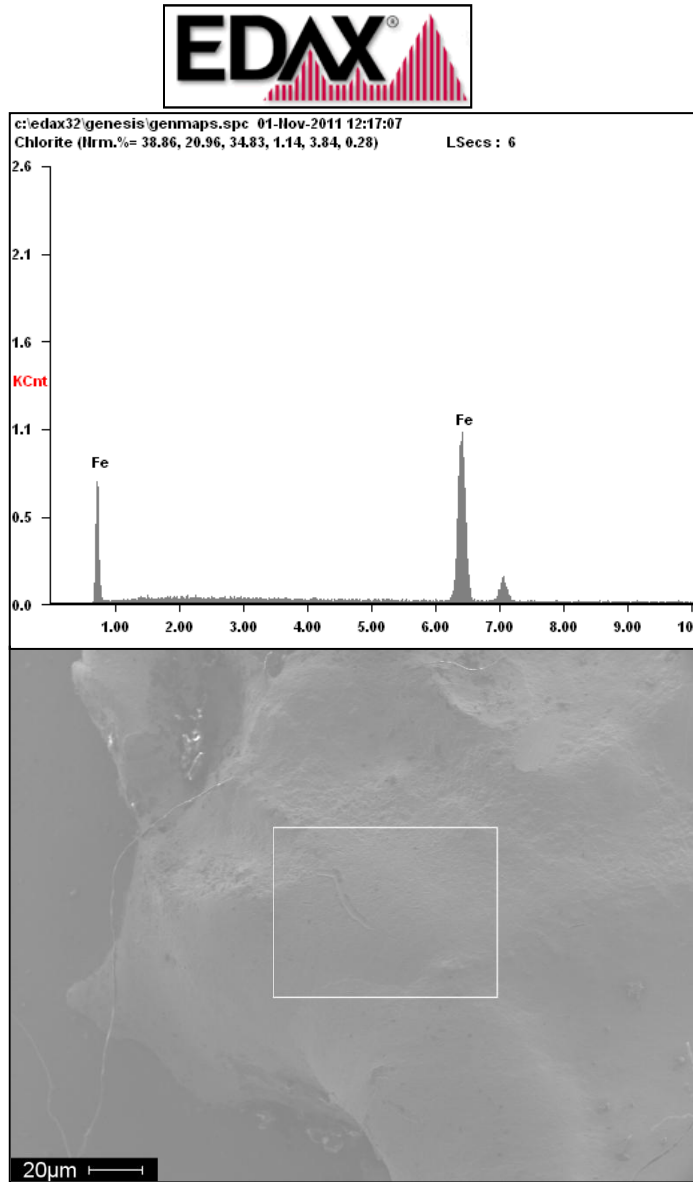 EDAX®
c:\edax32\genesis\genmaps.spc 01-Nov-2011 12:17:07
Chlorite (Nrm.%= 38.86, 20.96, 34.83, 1.14, 3.84, 0.28) LSecs : 6
2.6
2.1
1.6
KCnt
1.1
Fe
Fe
0.5
0.0
1.00 2.00 3.00 4.00 5.00 6.00 7.00 8.00 9.00 10
20µm